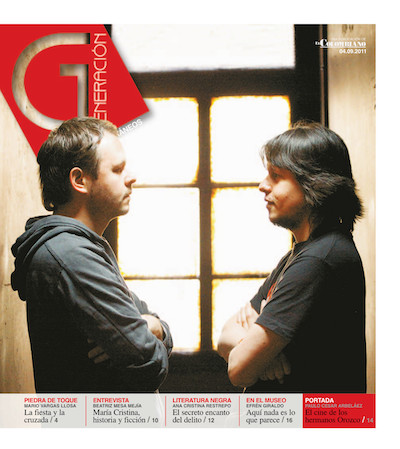 EL COLOMBIANO
04.09.2011
GENERACIÓN
PIEDRA DE TOQUE
MARIO VARGAS LLOSA
La fiesta y la
cruzada / 4
ENTREVISTA
BEATRIZ MESA MEJÍA
María Cristina,
historia y ficción / 10
LITERATURA NEGRA
ANA CRISTINA RESTREPO
El secreto encanto
del delito / 12
EN EL MUSEO
EFRÉN GIRALDO
Aquí nada es lo
que parece / 16
PORTADA
PAULO CÉSAR ARBELÁEZ
El cine de los
hermanos Orozco / 14